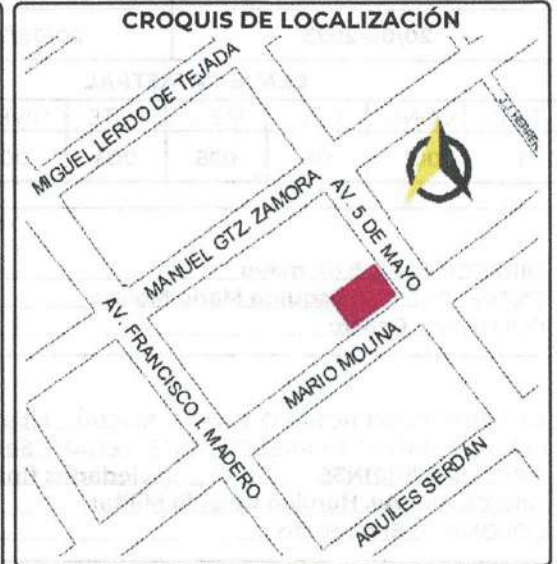 CROQUIS DE LOCALIZACIÓN
MIGUEL LERDO DE TEJADA
MANUEL GTZ. ZAMORA
AV. 5 DE MAYO
AV. FRANCISCO I. MADERO
MARIO MOLINA
AQUILES SERDÁN